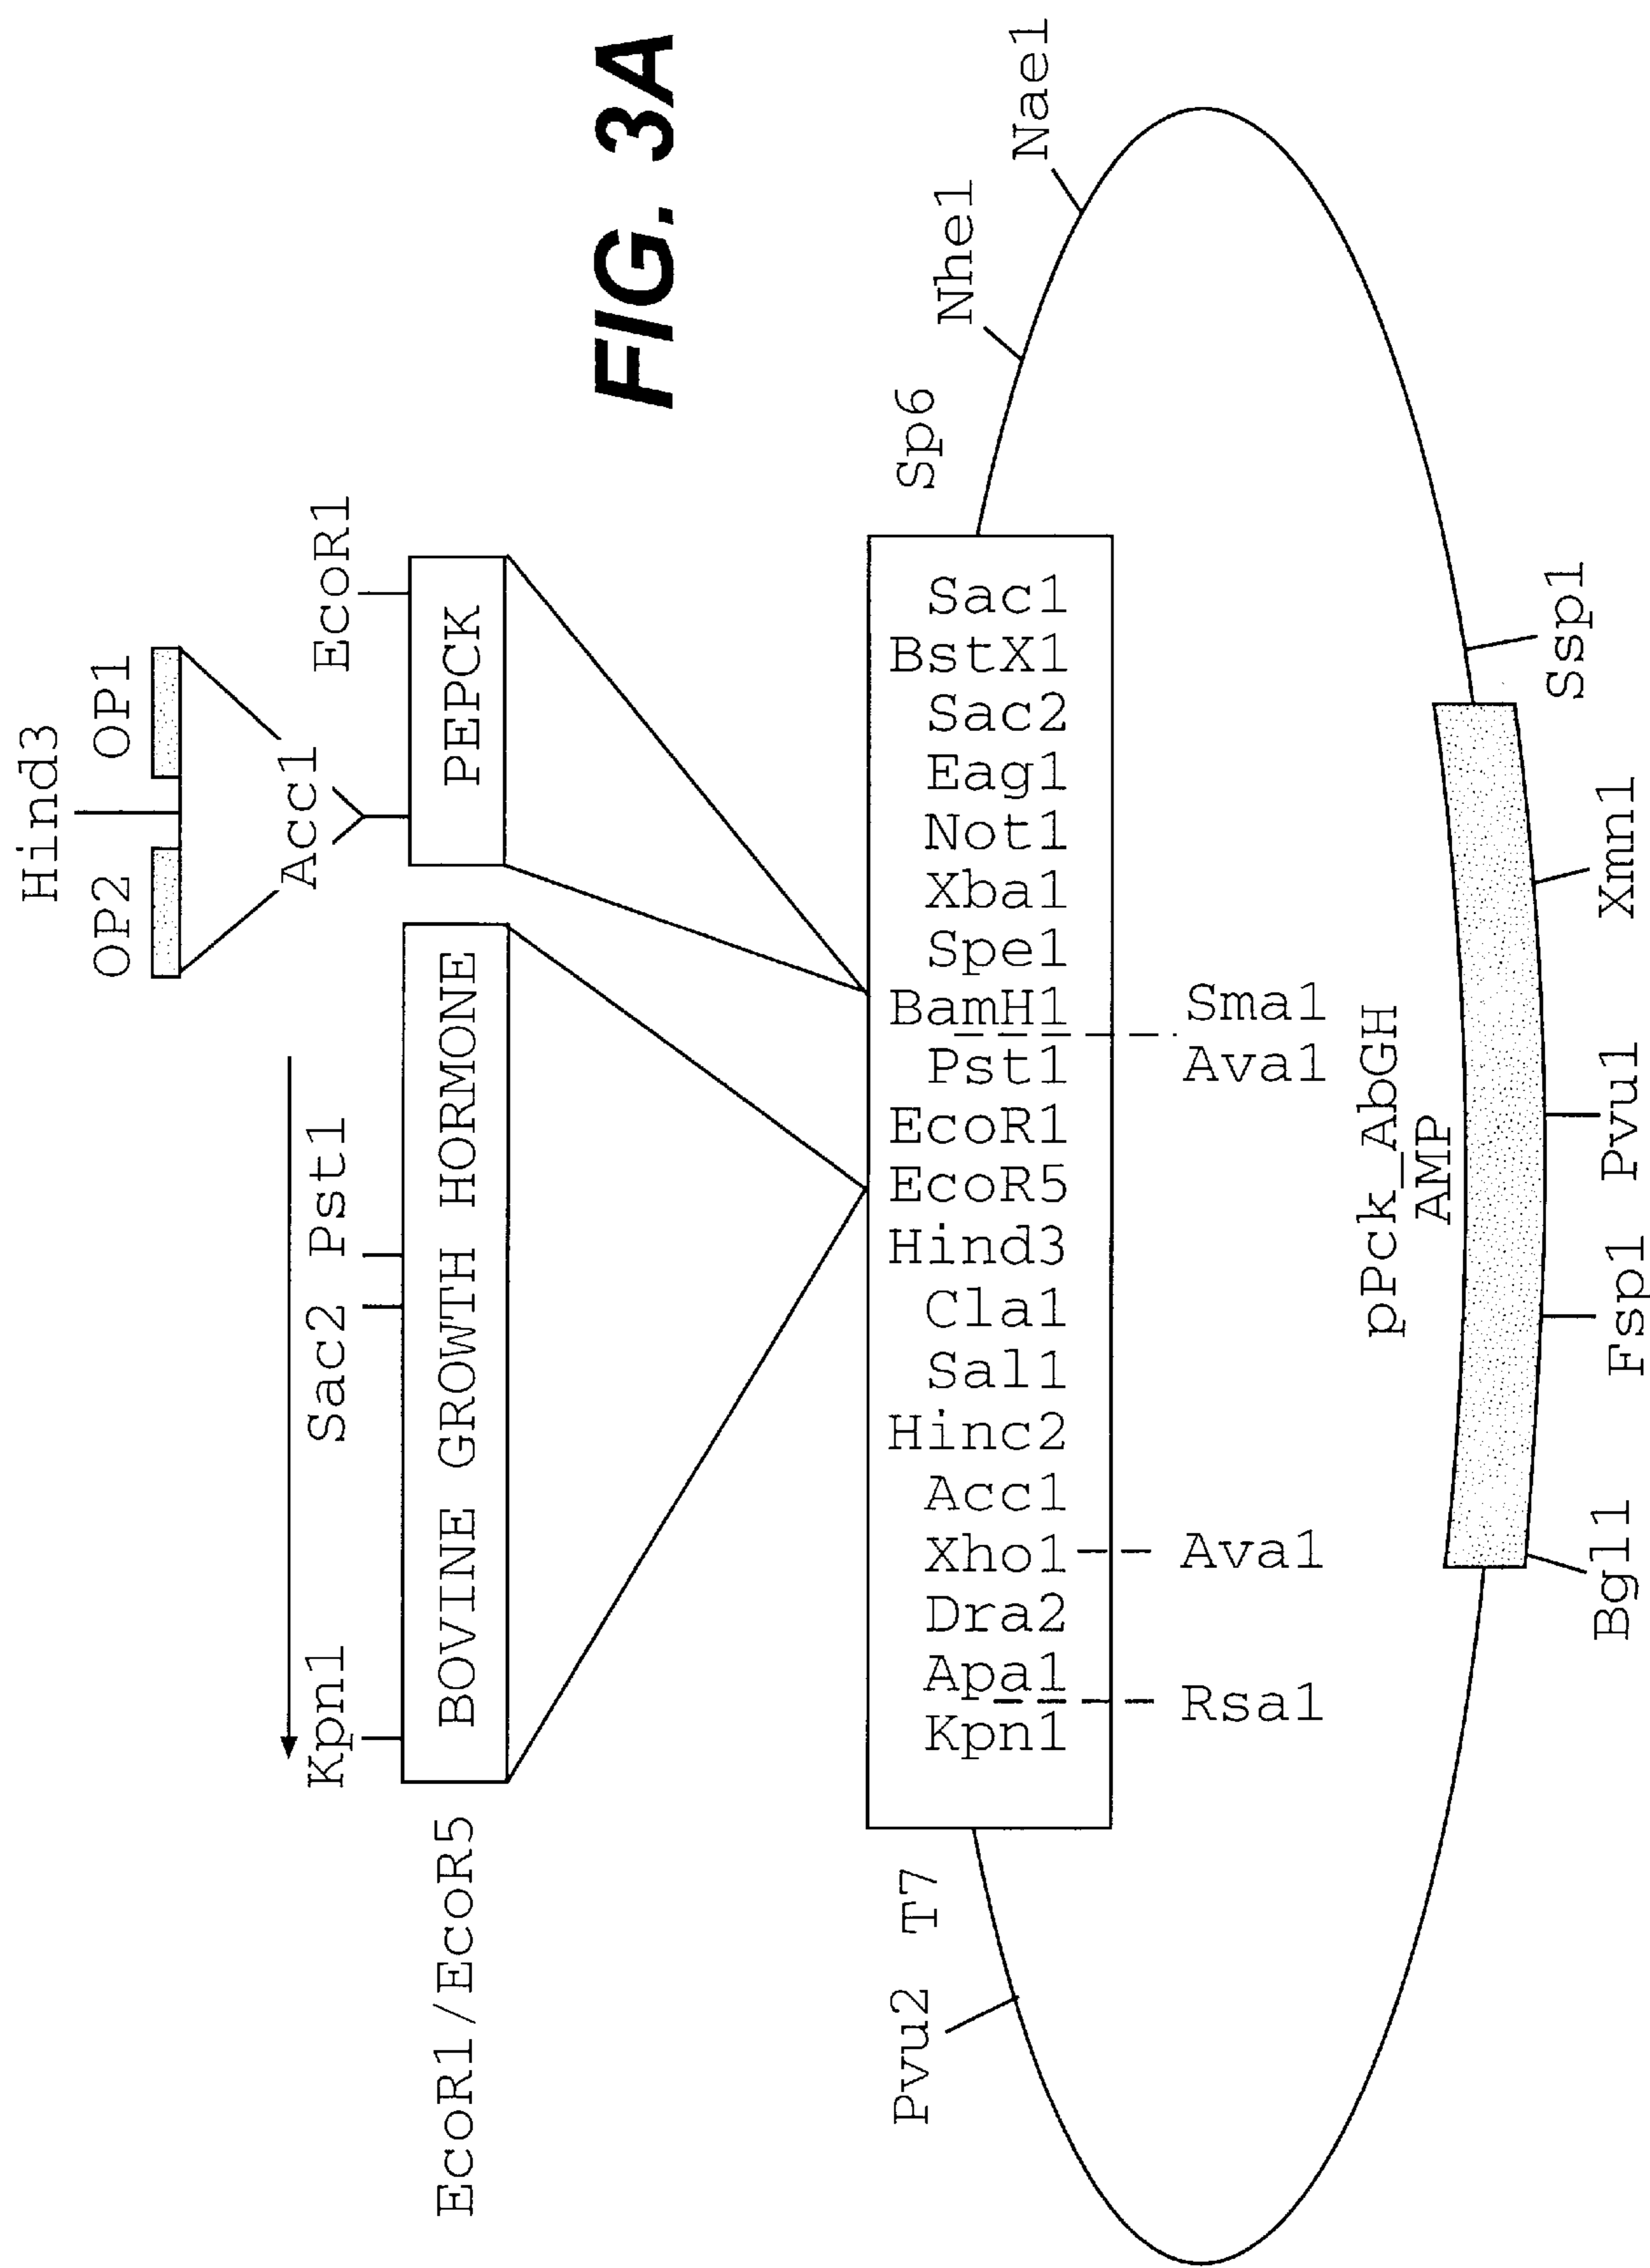 Hind3
OP2 OP1
Acc1
Kpn1 Sac2 Pst1 EcoR1
EcoR1/EcoR5 BOVINE GROWTH HORMONE PEPCK
FIG. 3A
Pvu2 T7 Sp6 Nhe1 Nae1
Kpn1
Apa1
Dra2
Xho1
Acc1
Hinc2
Sal1
Cla1
Hind3
EcoR5
EcoR1
Pst1
BamH1
Spe1
Xba1
Not1
Eag1
Sac2
BstX1
Sac1
Rsa1 Ava1 Ava1 Sma1
pPck_AbGH
AMP
Bgl1 Fsp1 Pvu1 Xmn1 Ssp1